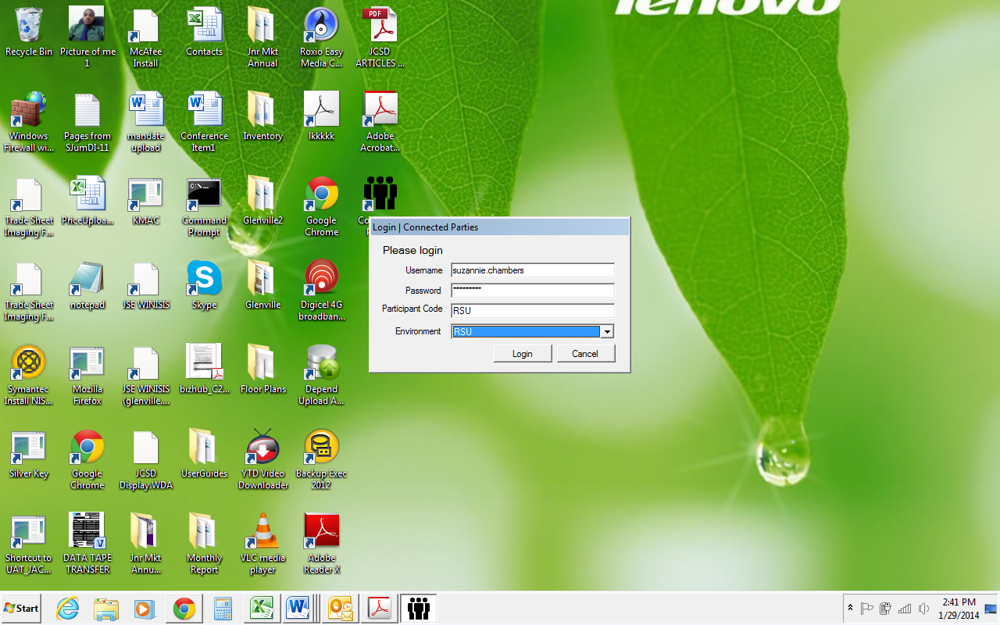 lenovo
Recycle Bin
Picture of me
1
McAfee
Install
Contacts
Jnr Mkt
Annual
Roxio Easy
Media C...
PDF
JCSD
ARTICLES ...
Windows
Firewall wi...
Pages from
SJumDI-11
mandate
upload
Conference
Item1
Inventory
lkkkkk
Adobe
Acrobat...
Trade Sheet
Imaging F...
PriceUploa...
KMAC
C:\_
Command
Prompt
Glenville2
Google
Chrome
Login | Connected Parties
Please login
Username
suzannie.chambers
Password
*********
Participant Code
RSU
Environment
RSU
Login
Cancel
Trade Sheet
Imaging F...
notepad
JSE WINISIS
Skype
Glenville
Digicel 4G
broadban...
Symantec
Install NIS...
Mozilla
Firefox
JSE WINISIS
(glenville....
bizhub_C2...
Floor Plans
Depend
Upload A...
Silver Key
Google
Chrome
JCSD
Display.WDA
UserGuides
YTD Video
Downloader
Backup Exec
2012
Shortcut to
UAT_JAC...
DATA TAPE
TRANSFER
Jnr Mkt
Annu...
Monthly
Report
VLC media
player
Adobe
Reader X
Start
2:41 PM
1/29/2014